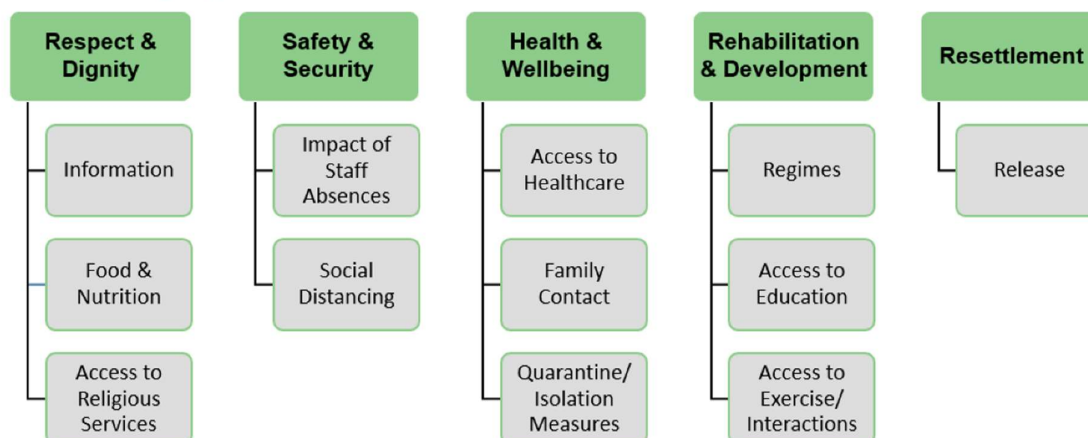 Respect &
Dignity
Information
Food &
Nutrition
Access to
Religious
Services
Safety &
Security
Impact of
Staff
Absences
Social
Distancing
Health &
Wellbeing
Access to
Healthcare
Family
Contact
Quarantine/
Isolation
Measures
Rehabilitation
& Development
Regimes
Access to
Education
Access to
Exercise/
Interactions
Resettlement
Release